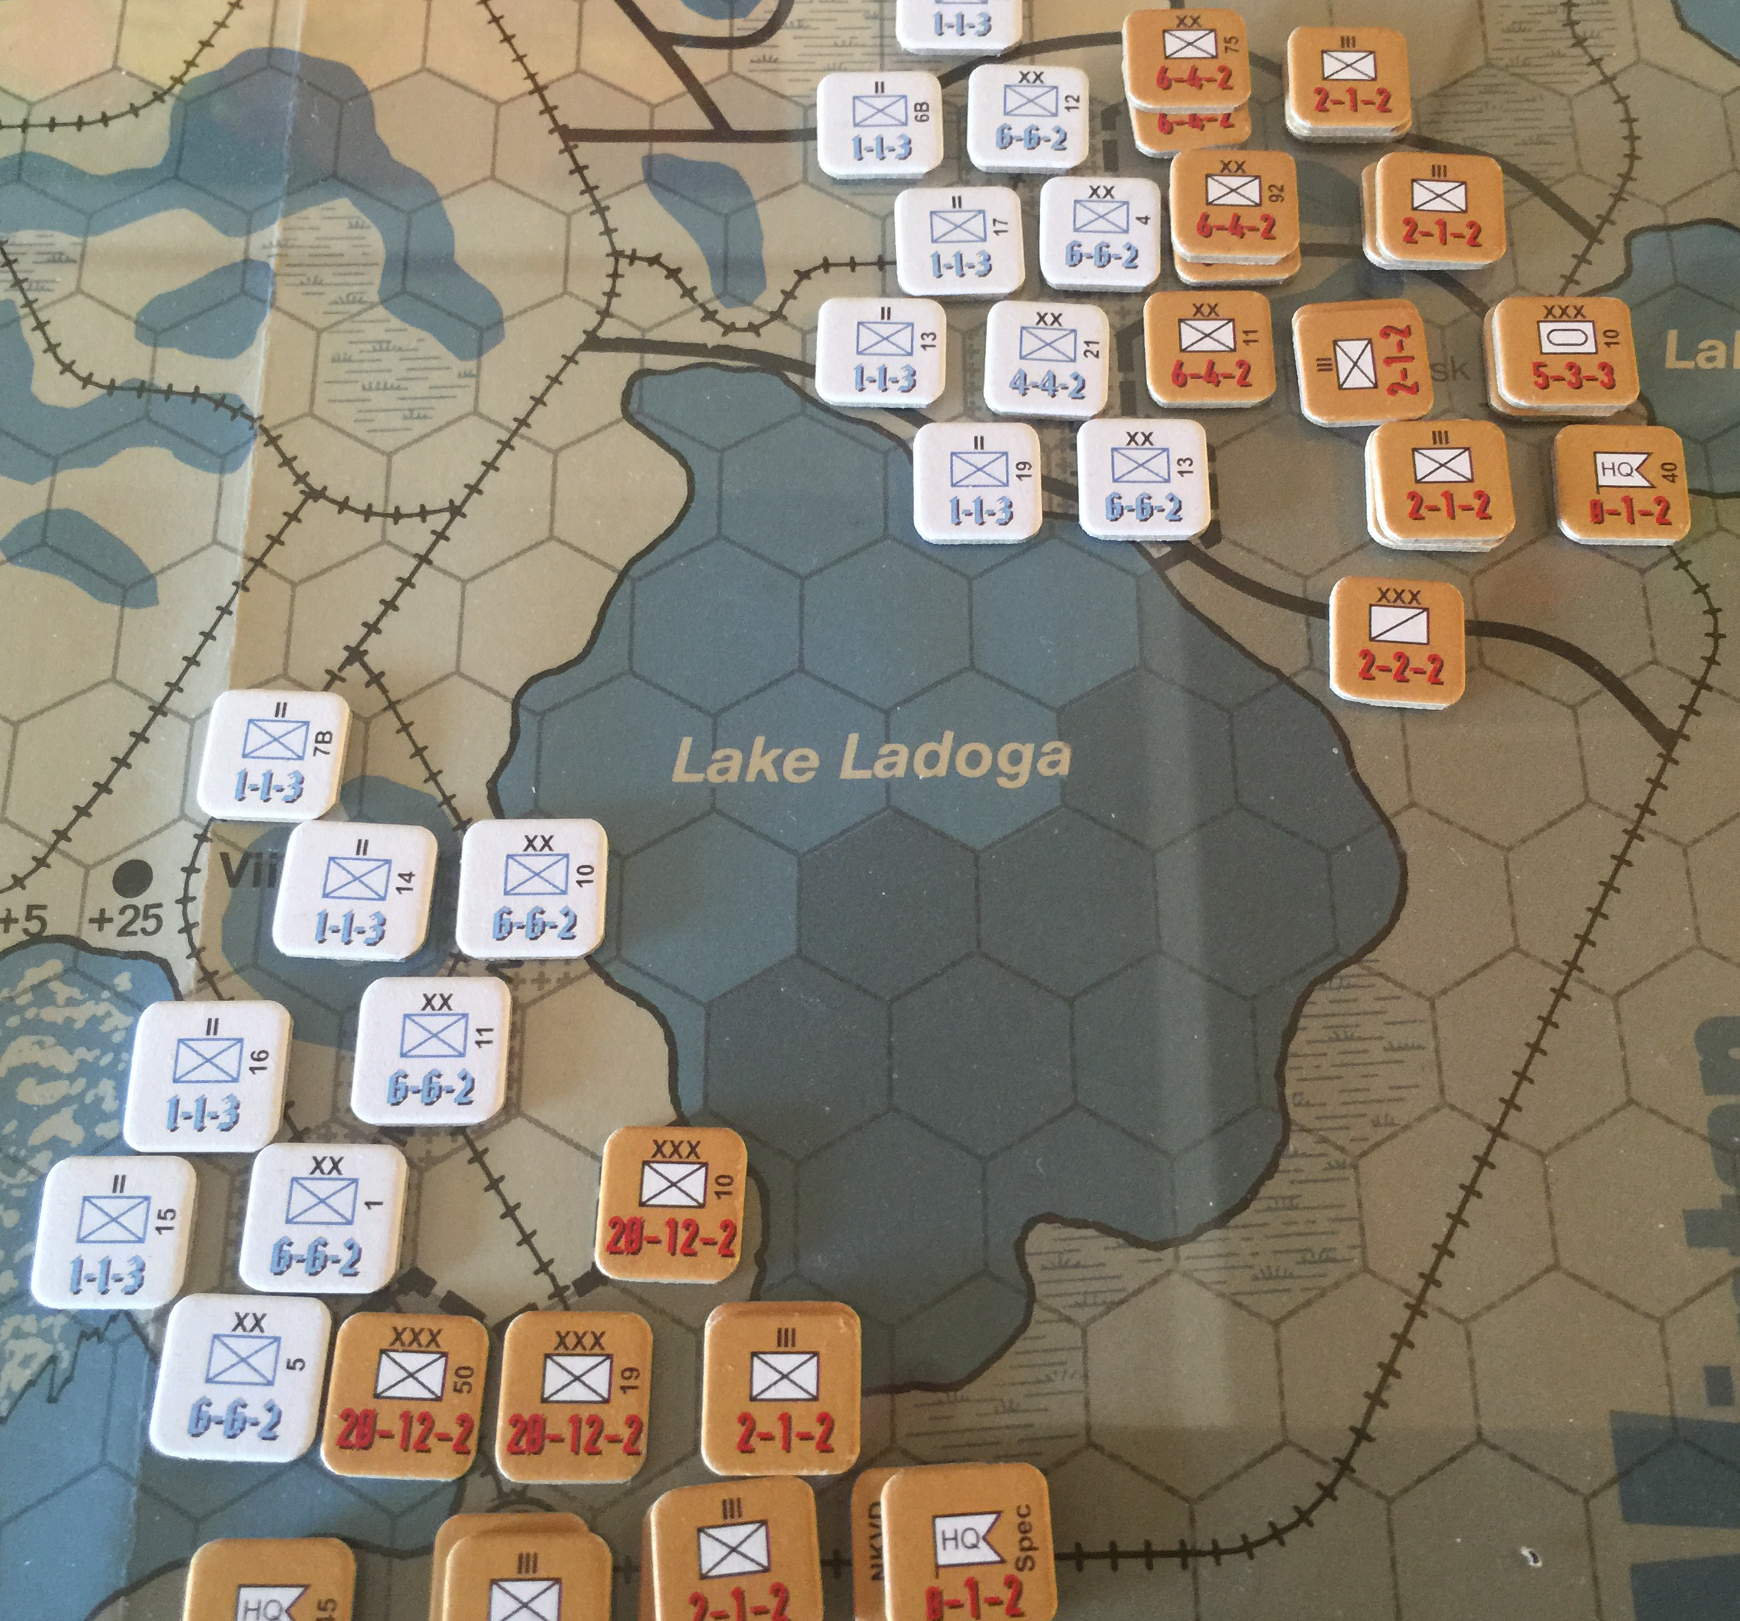 1-1-3
XX
75
6-4-2
6-4-2
III
2-1-2
II
6B
1-1-3
XX
12
6-6-2
II
17
1-1-3
XX
4
6-6-2
XX
92
6-4-2
III
2-1-2
II
13
1-1-3
XX
21
4-4-2
XX
11
6-4-2
III
2-1-2
sk
XXX
10
5-3-3
Lal
II
19
1-1-3
XX
13
6-6-2
III
2-1-2
HQ
40
0-1-2
XXX
2-2-2
Lake Ladoga
II
7B
1-1-3
Vii
II
14
1-1-3
XX
10
6-6-2
+5
+25
II
16
1-1-3
XX
11
6-6-2
II
15
1-1-3
XX
1
6-6-2
XXX
10
20-12-2
XX
5
6-6-2
XXX
50
20-12-2
XXX
19
20-12-2
III
2-1-2
HQ
45
III
III
2-1-2
NKVD
HQ
Spec
0-1-2